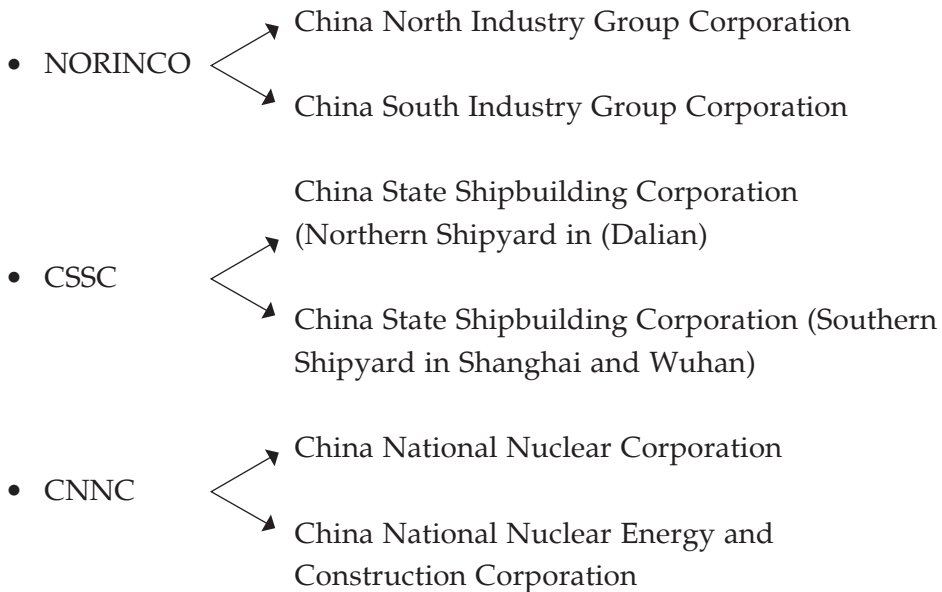 China North Industry Group Corporation
• NORINCO
China South Industry Group Corporation
China State Shipbuilding Corporation
(Northern Shipyard in (Dalian)
• CSSC
China State Shipbuilding Corporation (Southern
Shipyard in Shanghai and Wuhan)
China National Nuclear Corporation
• CNNC
China National Nuclear Energy and
Construction Corporation